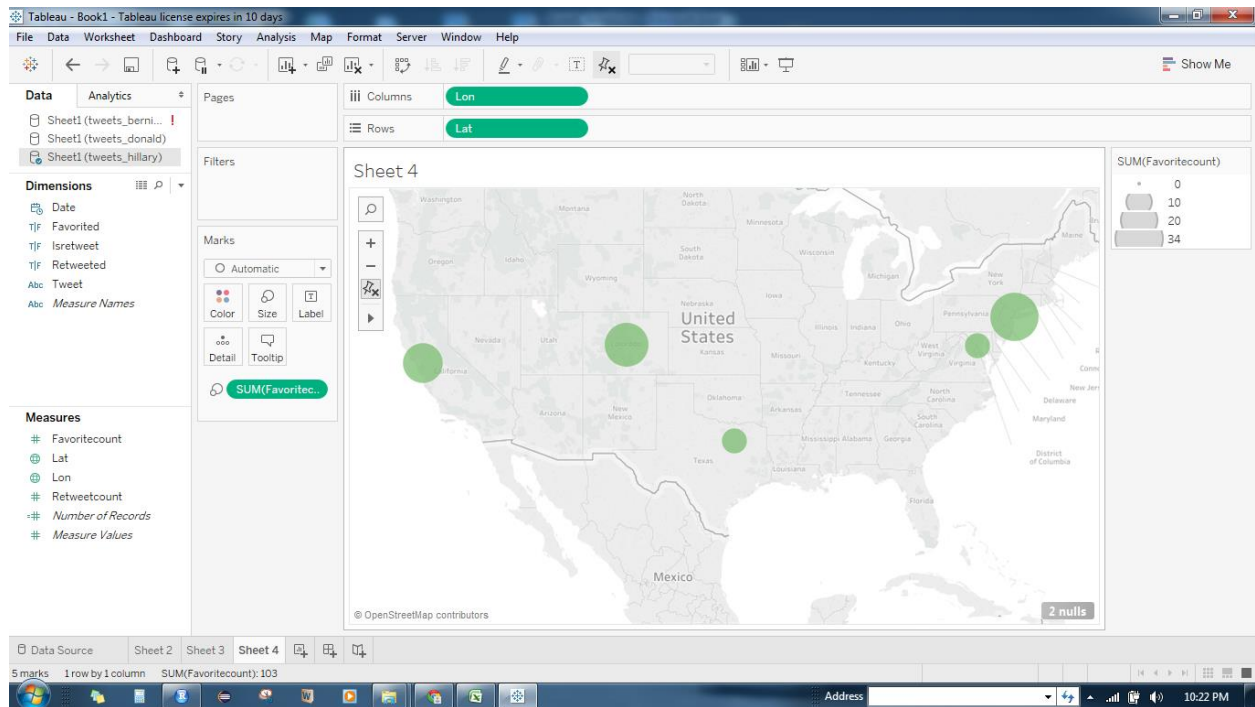 Tableau - Book1 - Tableau license expires in 10 days
File Data Worksheet Dashboard Story Analysis Map Format Server Window Help
Show Me
Data Analytics
Sheet1 (tweets_berni... !
Sheet1 (tweets_donald)
Sheet1 (tweets_hillary)
Dimensions
Date
T|F Favorited
T|F Isretweet
T|F Retweeted
Abc Tweet
Abc Measure Names
Measures
# Favoritecount
Lat
Lon
# Retweetcount
=# Number of Records
# Measure Values
Pages
Filters
Marks
Automatic
Color Size Label
Detail Tooltip
SUM(Favoritec..
iii Columns Lon
Rows Lat
Sheet 4
Washington
Montana
North
Dakota
Minnesota
Maine
Oregon
Idaho
South
Dakota
Wisconsin
Michigan
New
York
Wyoming
Iowa
Nebraska
Pennsylvania
United
States
Nevada
Utah
Illinois Indiana Ohio
Kansas
Missouri
West
Virginia
Virginia
Kentucky
California
Conn
Oklahoma
Tennessee
North
Carolina
New Jer
Delaware
Arizona
New
Mexico
Arkansas
South
Carolina
Maryland
Mississippi Alabama Georgia
Texas
Louisiana
District
of Columbia
Florida
Mexico
© OpenStreetMap contributors
2 nulls
SUM(Favoritecount)
0
10
20
34
Data Source Sheet 2 Sheet 3 Sheet 4
5 marks 1 row by 1 column SUM(Favoritecount): 103
Address
10:22 PM